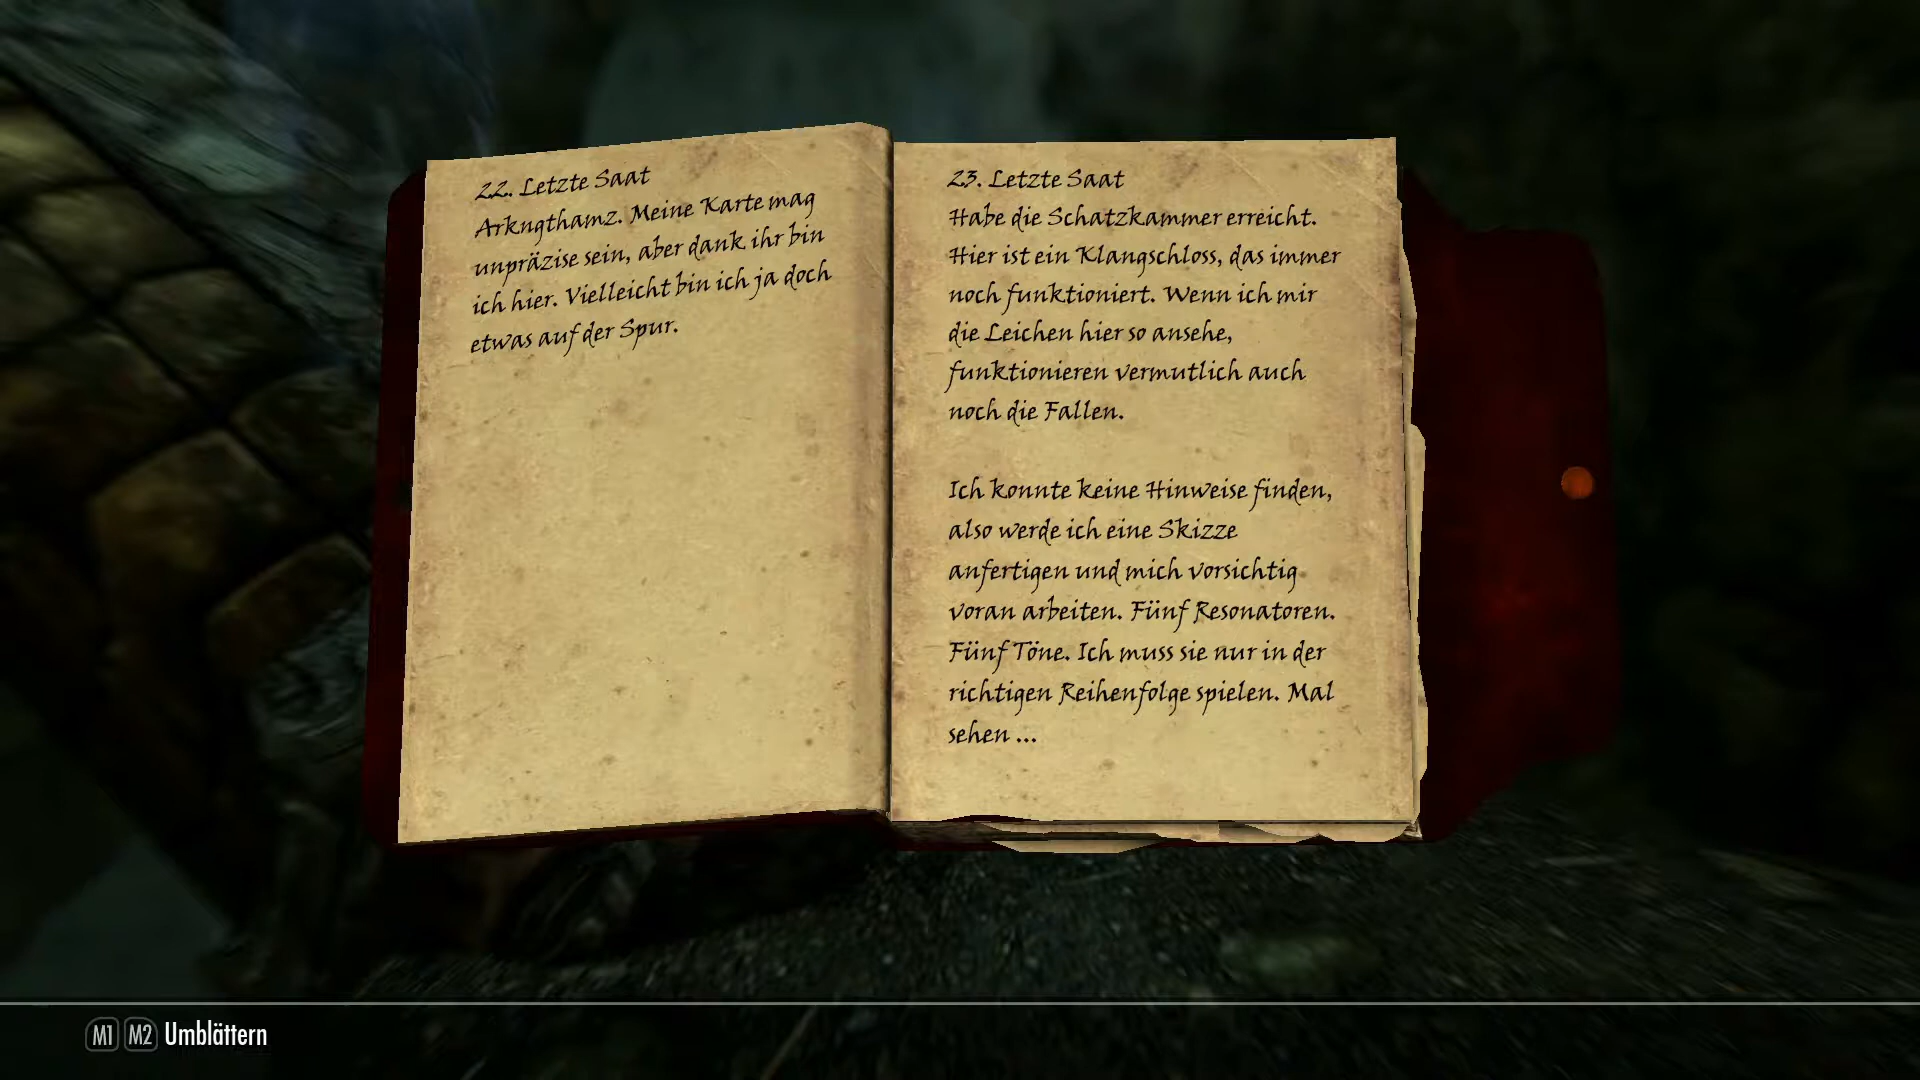 22. Letzte Saat
Arkngthamz. Meine Karte mag
unpräzise sein, aber dank ihr bin
ich hier. Vielleicht bin ich ja doch
etwas auf der Spur.
23. Letzte Saat
Habe die Schatzkammer erreicht.
Hier ist ein Klangschloss, das immer
noch funktioniert. Wenn ich mir
die Leichen hier so ansehe,
funktionieren vermutlich auch
noch die Fallen.
Ich konnte keine Hinweise finden,
also werde ich eine Skizze
anfertigen und mich vorsichtig
voran arbeiten. Fünf Resonatoren.
Fünf Töne. Ich muss sie nur in der
richtigen Reihenfolge spielen. Mal
sehen ...
M1 M2 Umblättern